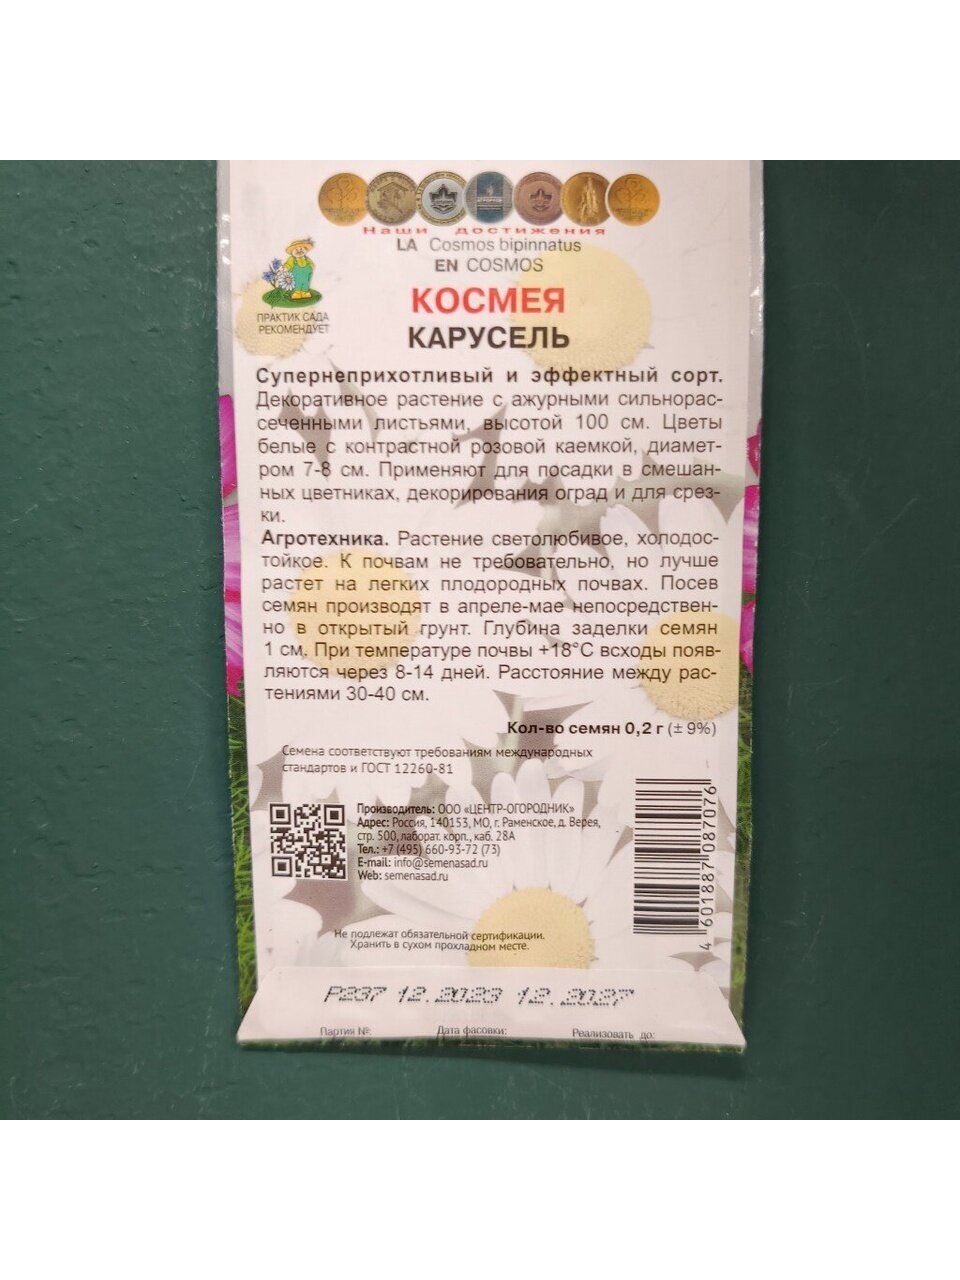 Наши достижения
LA Cosmos bipinnatus
EN COSMOS
ПРАКТИК САДА
РЕКОМЕНДУЕТ
КОСМЕЯ
КАРУСЕЛЬ
Супернеприхотливый и эффектный сорт.
Декоративное растение с ажурными сильнорас-
сеченными листьями, высотой 100 см. Цветы
белые с контрастной розовой каемкой, диамет-
ром 7-8 см. Применяют для посадки в смешан-
ных цветниках, декорирования оград и для срез-
ки.
Агротехника. Растение светолюбивое, холодос-
тойкое. К почвам не требовательно, но лучше
растет на легких плодородных почвах. Посев
семян производят в апреле-мае непосредствен-
но в открытый грунт. Глубина заделки семян
1 см. При температуре почвы +18°С всходы появ-
ляются через 8-14 дней. Расстояние между рас-
тениями 30-40 см.
Кол-во семян 0,2 г (± 9%)
Семена соответствуют требованиям международных
стандартов и ГОСТ 12260-81
Производитель: ООО «ЦЕНТР-ОГОРОДНИК»
Адрес: Россия, 140153, МО, г. Раменское, д. Верея,
стр. 500, лаборат. корп., каб. 28А
Тел.: +7 (495) 660-93-72 (73)
E-mail: info@semenasad.ru
Web: semenasad.ru
4 601887 087076
Не подлежат обязательной сертификации.
Хранить в сухом прохладном месте.
Р237 12.2023 12.2027
Партия №: Дата фасовки: Реализовать до: